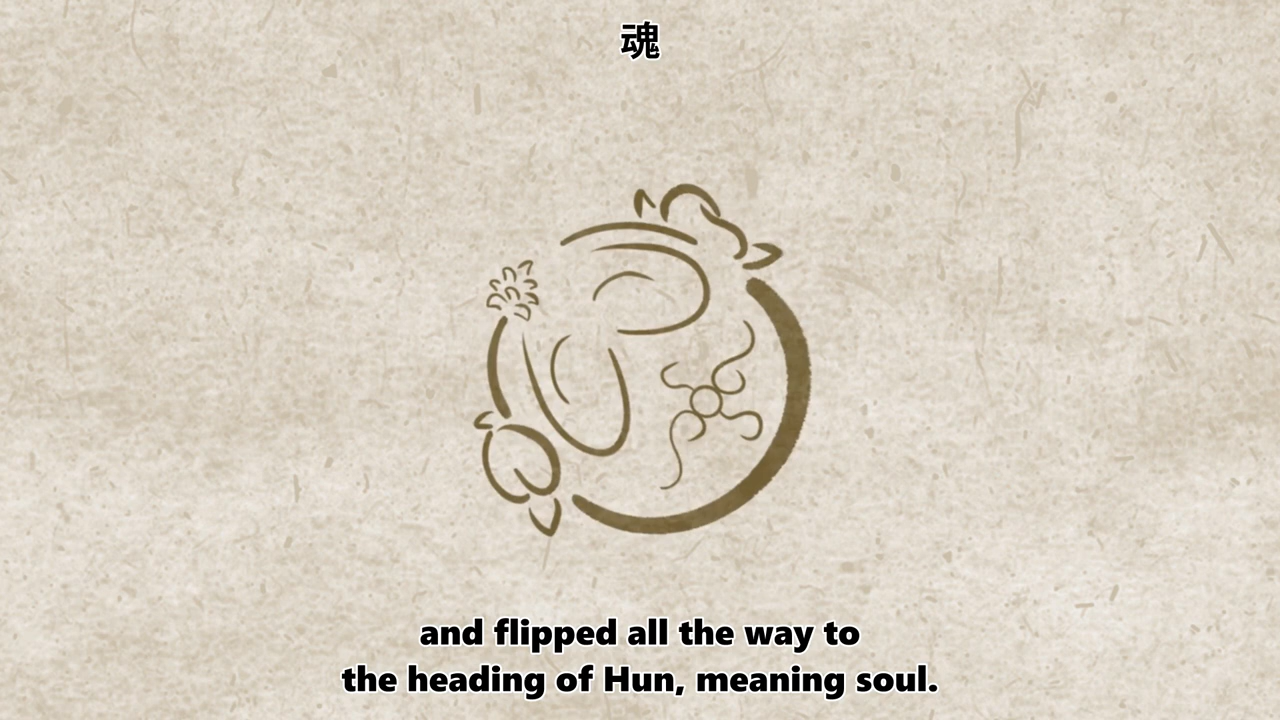 魂
and flipped all the way to
the heading of Hun, meaning soul.